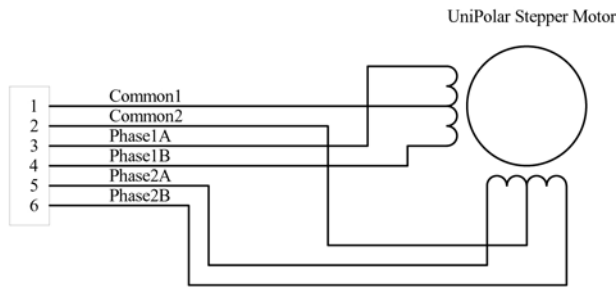 UniPolar Stepper Motor
1 Common1
2 Common2
3 Phase1A
4 Phase1B
5 Phase2A
6 Phase2B